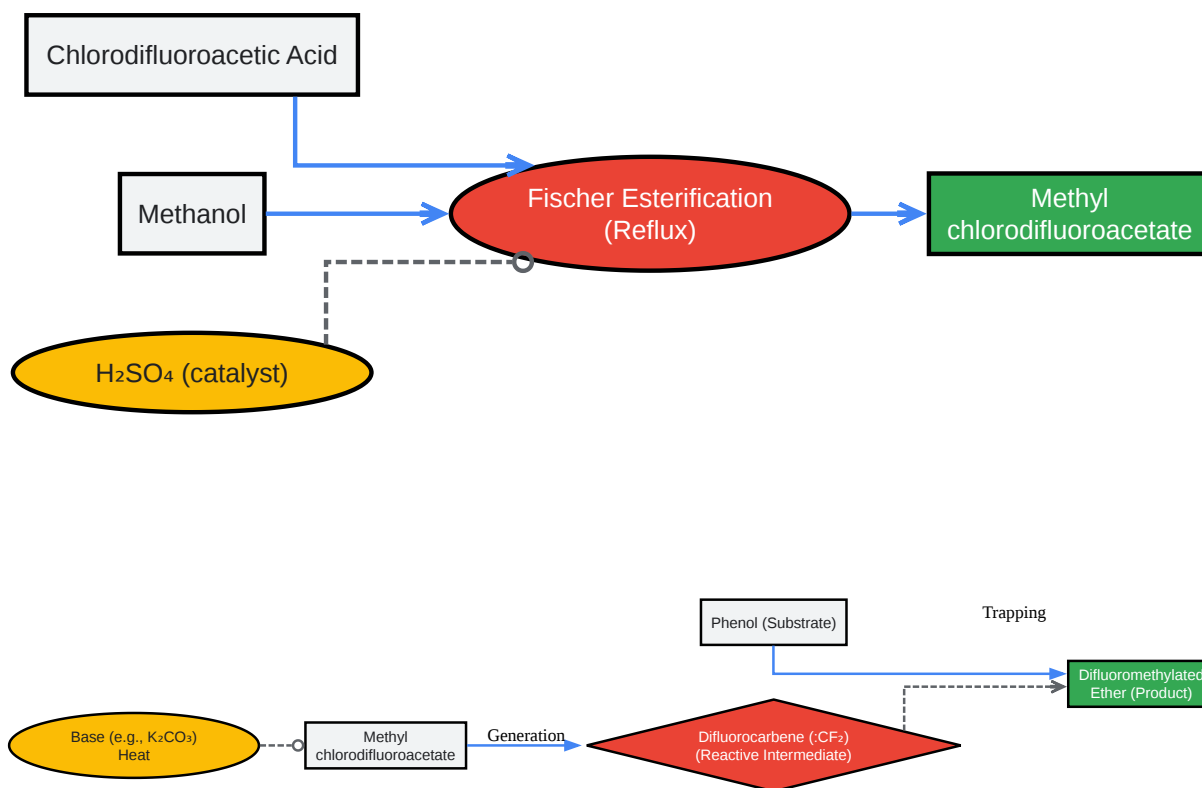 Chlorodifluoroacetic Acid
Methanol
Fischer Esterification
(Reflux)
Methyl
chlorodifluoroacetate
H₂SO₄ (catalyst)
Phenol (Substrate)
Trapping
Difluoromethylated
Ether (Product)
Base (e.g., K₂CO₃)
Heat
Methyl
chlorodifluoroacetate
Generation
Difluorocarbene (:CF₂)
(Reactive Intermediate)